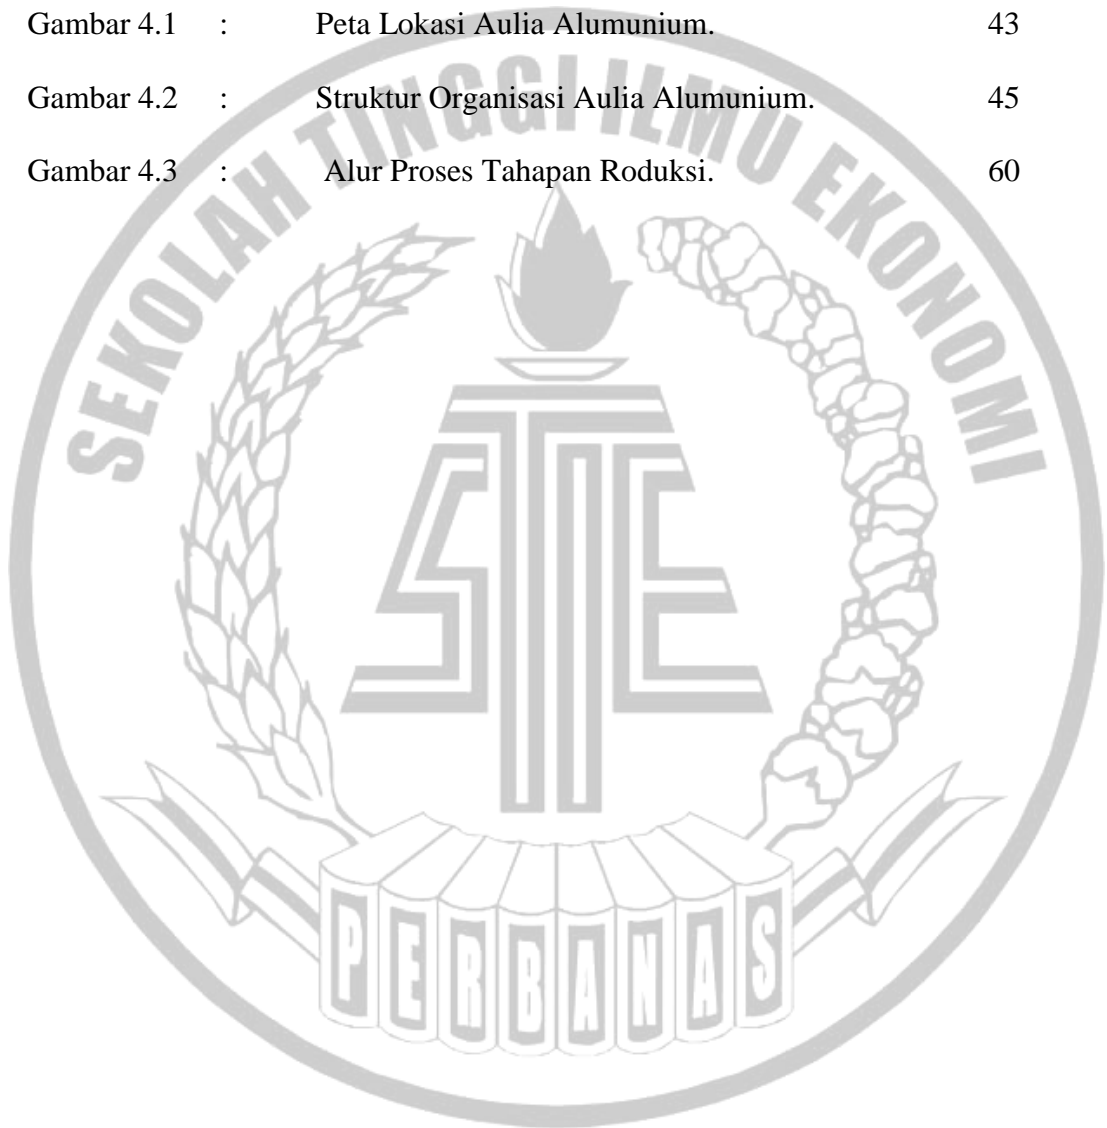 Gambar 4.1 : Peta Lokasi Aulia Alumunium. 43
Gambar 4.2 : Struktur Organisasi Aulia Alumunium. 45
Gambar 4.3 : Alur Proses Tahapan Roduksi. 60
SEKOLAH TINGGI ILMU EKONOMI
STIE
PERBANAS